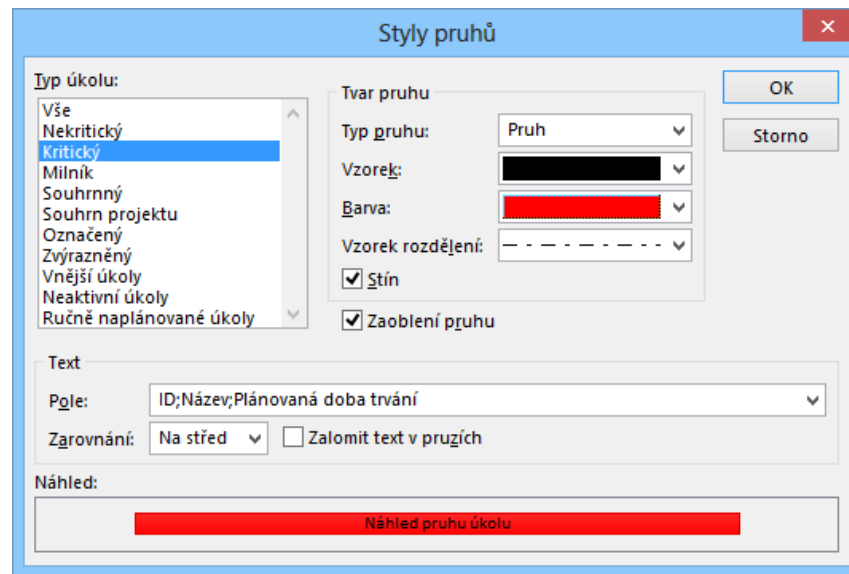 Styly pruhů
Typ úkolu:
Vše
Nekritický
Kritický
Milník
Souhrnný
Souhrn projektu
Označený
Zvýrazněný
Vnější úkoly
Neaktivní úkoly
Ručně naplánované úkoly
Tvar pruhu
Typ pruhu: Pruh
Vzorek:
Barva:
Vzorek rozdělení:
Stín
Zaoblení pruhu
OK
Storno
Text
Pole: ID;Název;Plánovaná doba trvání
Zarovnání: Na střed Zalomit text v pruzích
Náhled:
Náhled pruhu úkolu